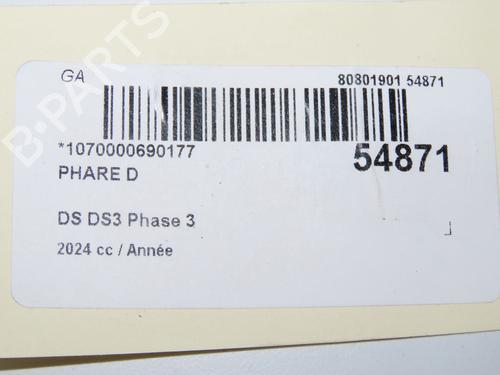 GA
80801901 54871
*1070000690177
54871
PHARE D
DS DS3 Phase 3
2024 cc / Année
B-PARTS